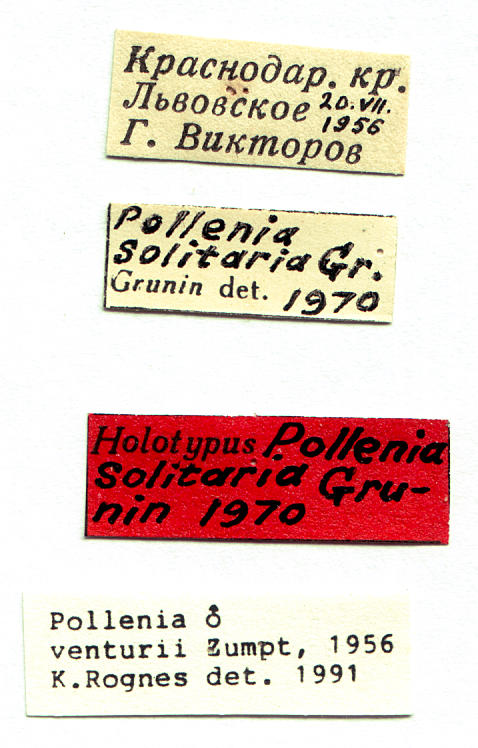 Краснодар. кр.
Львовское 20.VII.
1956
Г. Викторов
Pollenia
solitaria Gr.
Grunin det. 1970
Holotypus Pollenia
solitaria Gru-
nin 1970
Pollenia ♂
venturii Zumpt, 1956
K.Rognes det. 1991